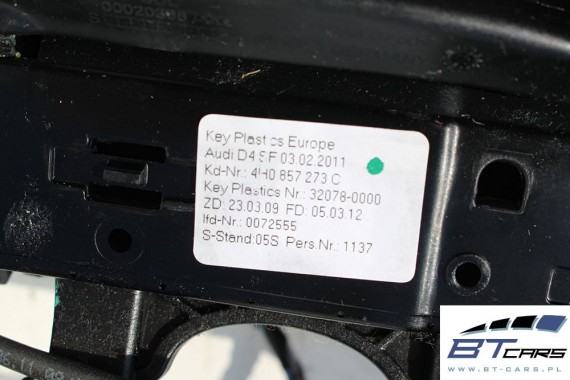 Key Plastics Europe
Audi D4 SF 03.02.2011
Kd-Nr.: 4H0 857 273 C
Key Plastics Nr.: 32078-0000
ZD: 23.03.09 FD: 05.03.12
lfd-Nr.: 0072555
S-Stand:05S Pers.Nr.: 1137
BT CARS
WWW.BT-CARS.PL